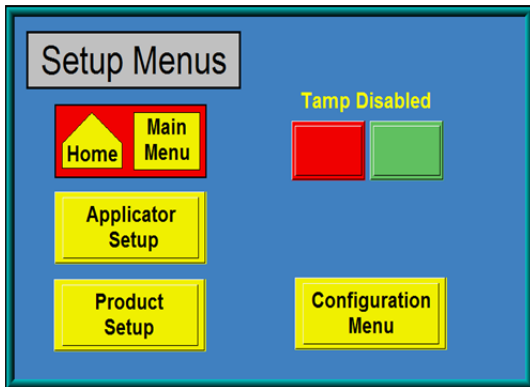 Setup Menus
Tamp Disabled
Home
Main
Menu
Applicator
Setup
Product
Setup
Configuration
Menu